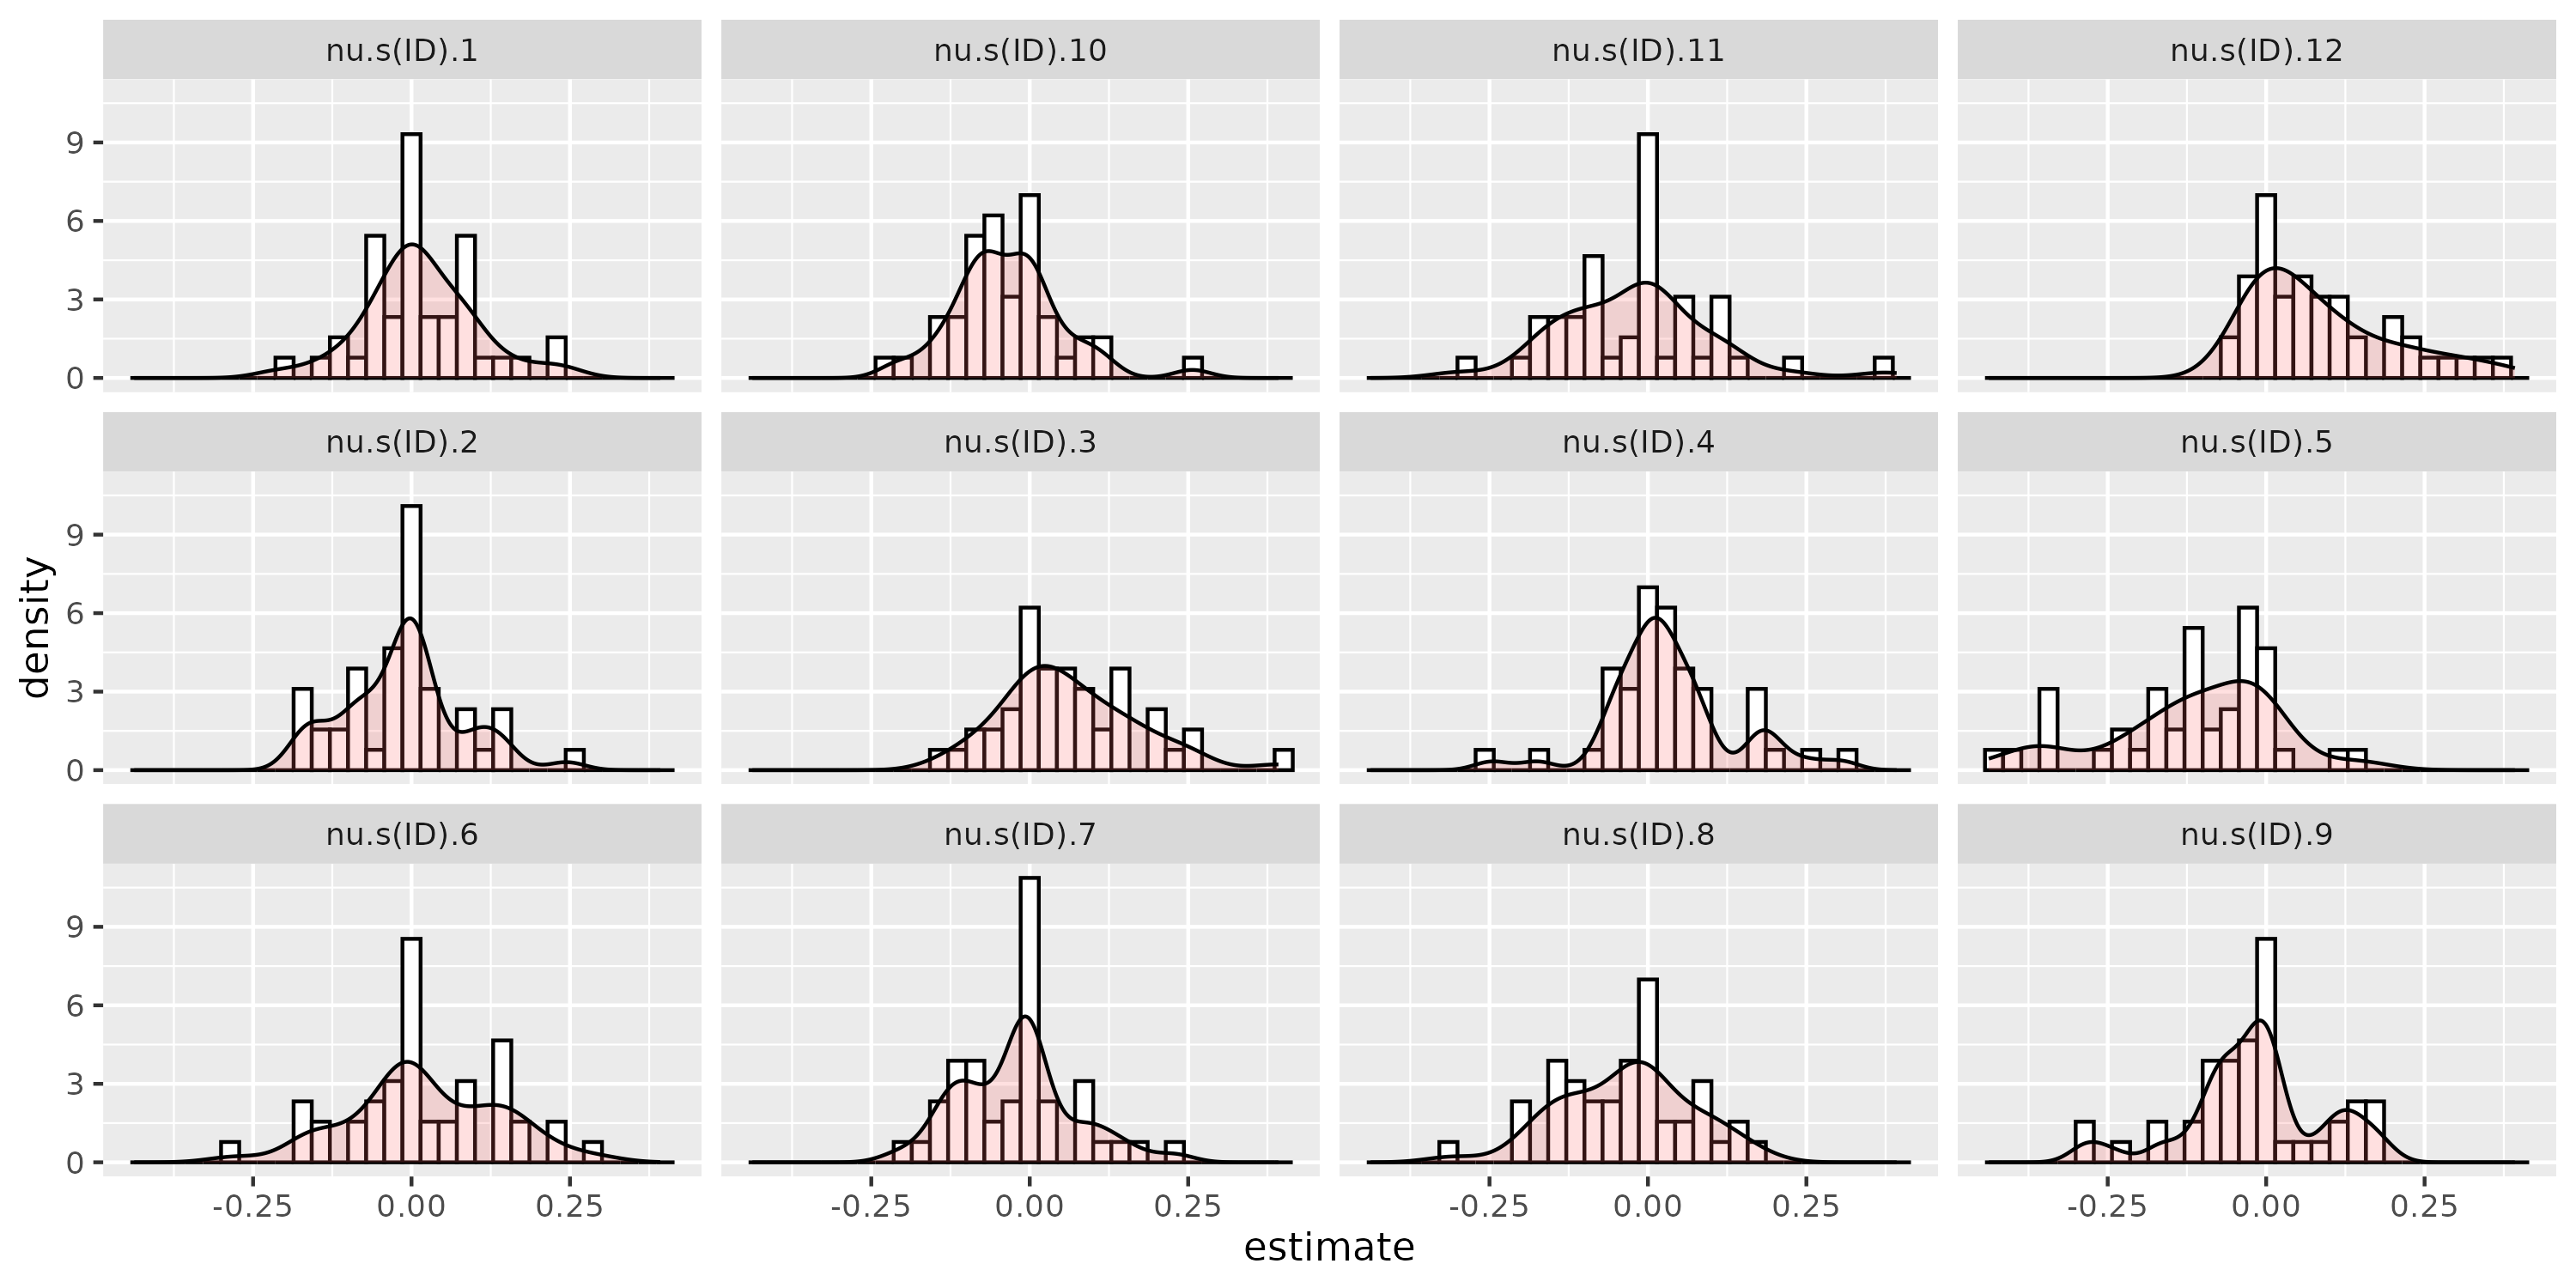 nu.s(ID).1 nu.s(ID).10 nu.s(ID).11 nu.s(ID).12
9
6
3
0
nu.s(ID).2 nu.s(ID).3 nu.s(ID).4 nu.s(ID).5
density
9
6
3
0
nu.s(ID).6 nu.s(ID).7 nu.s(ID).8 nu.s(ID).9
9
6
3
0
-0.25 0.00 0.25 -0.25 0.00 0.25 -0.25 0.00 0.25 -0.25 0.00 0.25
estimate